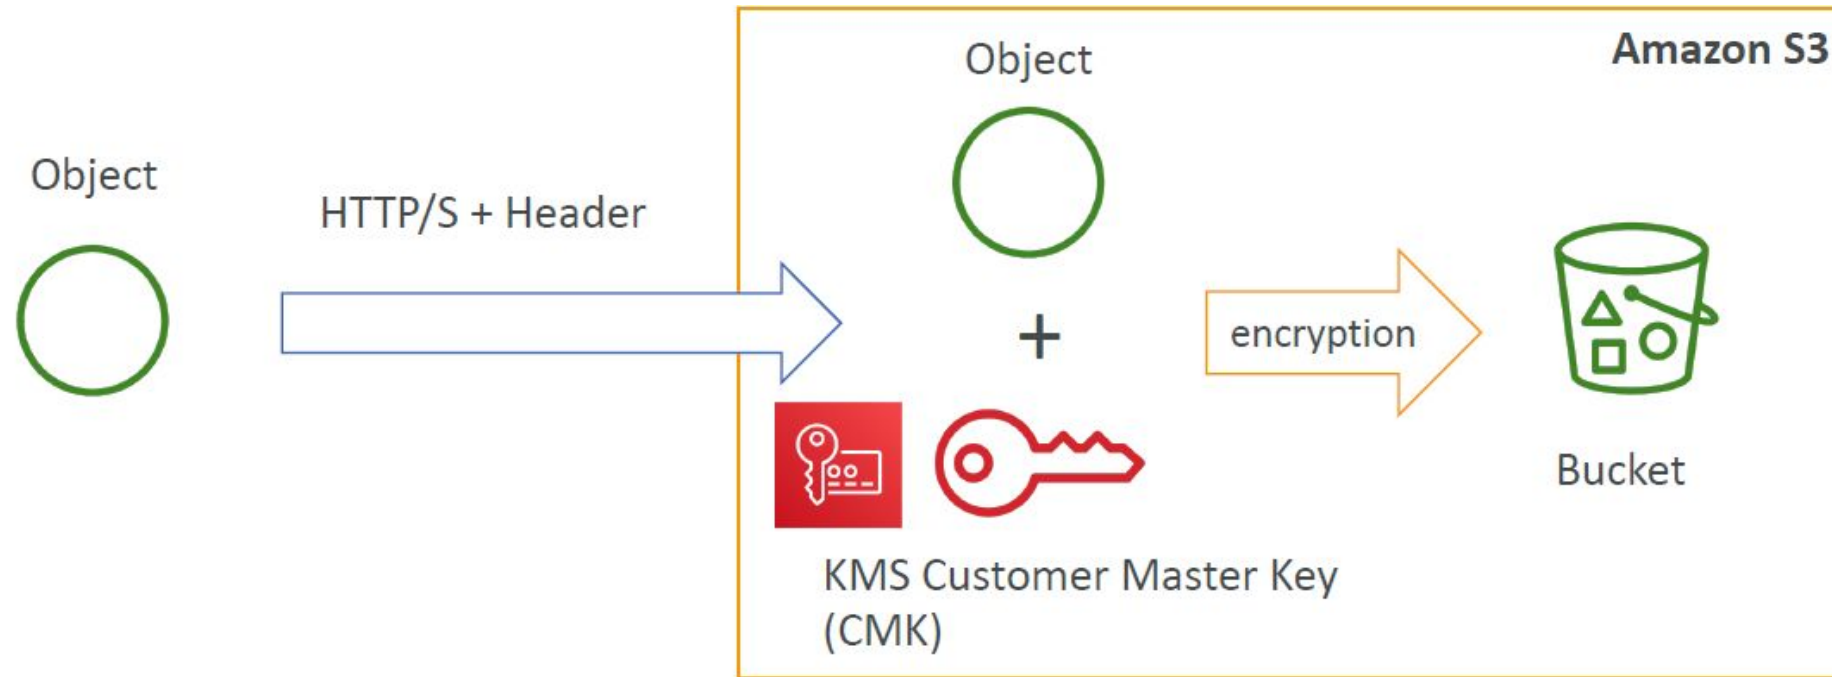 Object
HTTP/S + Header
Object
Amazon S3
+
encryption
KMS Customer Master Key
(CMK)
Bucket